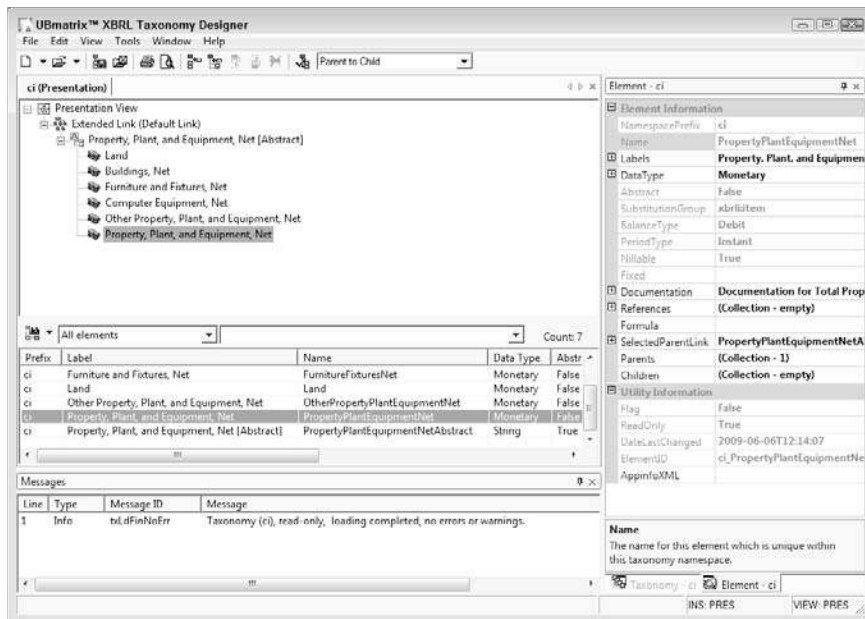 UBmatrix™ XBRL Taxonomy Designer
File Edit View Tools Window Help
Parent to Child
ci (Presentation)
Presentation View
Extended Link (Default Link)
Property, Plant, and Equipment, Net [Abstract]
Land
Buildings, Net
Furniture and Fixtures, Net
Computer Equipment, Net
Other Property, Plant, and Equipment, Net
Property, Plant, and Equipment, Net
All elements
Count: 7
Prefix Label Name Data Type Abstr
ci Furniture and Fixtures, Net FurnitureFixturesNet Monetary False
ci Land Land Monetary False
ci Other Property, Plant, and Equipment, Net OtherPropertyPlantEquipmentNet Monetary False
ci Property, Plant, and Equipment, Net PropertyPlantEquipmentNet Monetary False
ci Property, Plant, and Equipment, Net [Abstract] PropertyPlantEquipmentNetAbstract String True
Messages
Line Type Message ID Message
1 Info txLdFinNoErr Taxonomy (ci), read-only, loading completed, no errors or warnings.
Element - ci
Element Information
NamespacePrefix ci
Name PropertyPlantEquipmentNet
Labels Property, Plant, and Equipmen
DataType Monetary
Abstract False
SubstitutionGroup xbrli:item
BalanceType Debit
PeriodType Instant
Nillable True
Fixed
Documentation Documentation for Total Prop
References (Collection - empty)
Formula
SelectedParentLink PropertyPlantEquipmentNetA
Parents (Collection - 1)
Children (Collection - empty)
Utility Information
Flag False
ReadOnly True
DateLastChanged 2009-06-06T12:14:07
ElementID ci_PropertyPlantEquipmentNe
AppinfoXML
Name
The name for this element which is unique within
this taxonomy namespace.
Taxonomy - ci Element - ci
INS: PRES VIEW: PRES